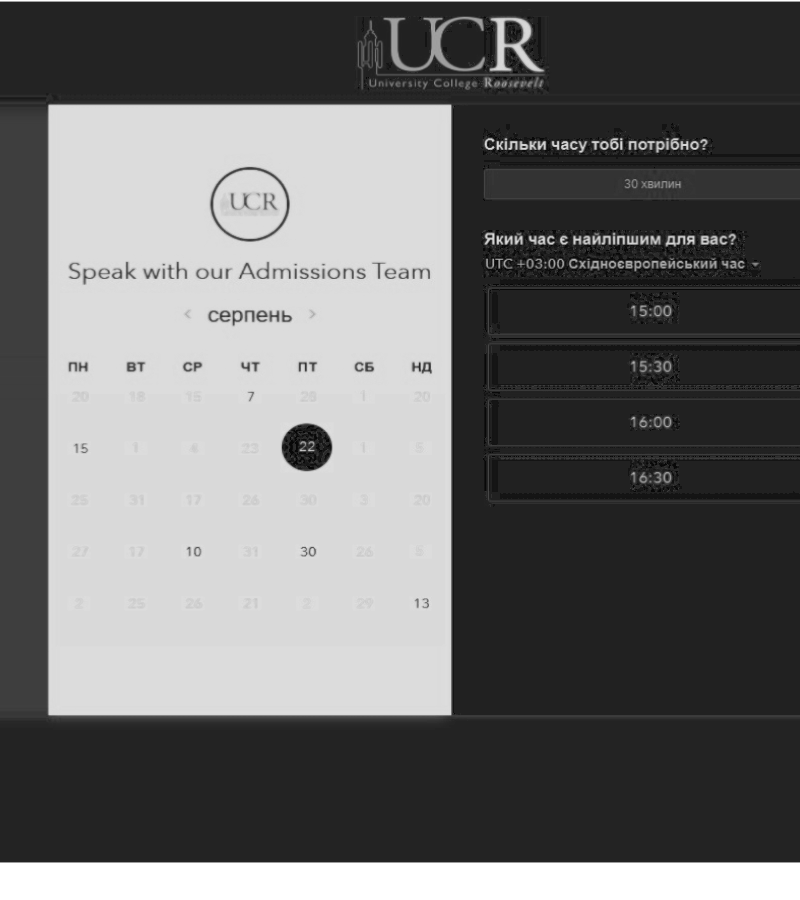 UCR
University College Roosevelt
UCR
Speak with our Admissions Team
‹ серпень ›
ПН ВТ СР ЧТ ПТ СБ НД
20 18 15 7 28 1 20
15 1 4 23 22 1 5
25 31 17 26 30 3 20
27 17 10 31 30 26 5
2 25 26 21 2 29 13
Скільки часу тобі потрібно?
30 хвилин
Який час є найліпшим для вас?
UTC +03:00 Східноєвропейський час
15:00
15:30
16:00
16:30